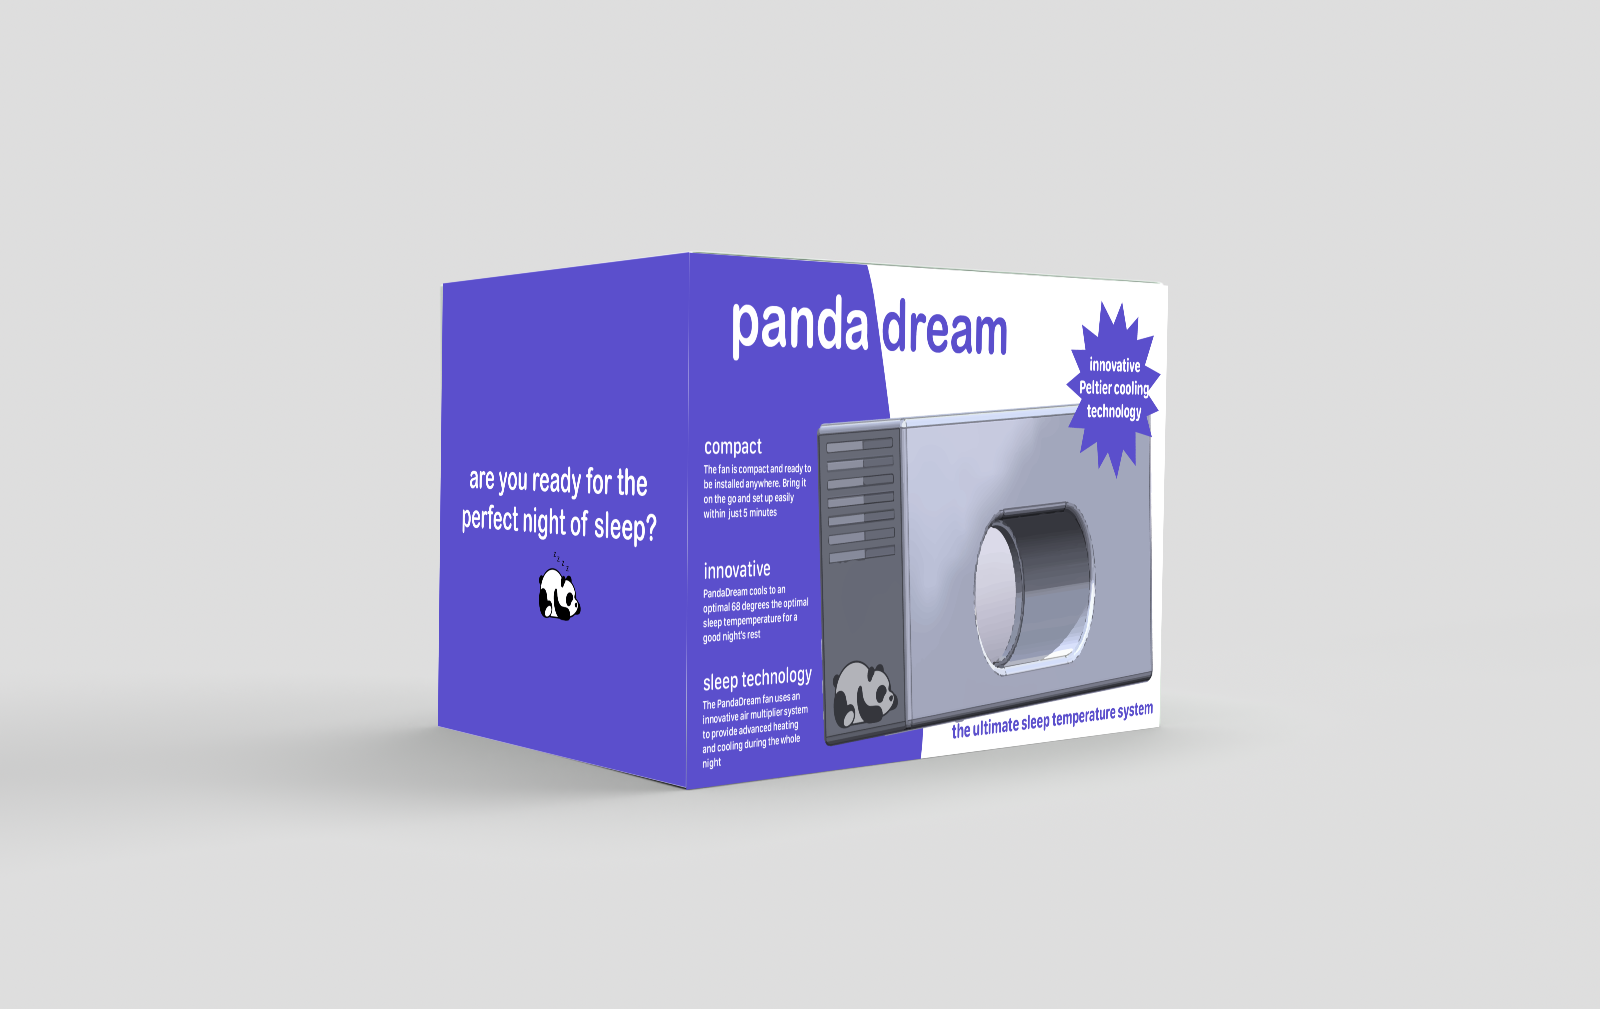 are you ready for the
perfect night of sleep?
z z z z
panda dream
innovative
Peltier cooling
technology
compact
The fan is compact and ready to
be installed anywhere. Bring it
on the go and set up easily
within just 5 minutes
innovative
PandaDream cools to an
optimal 68 degrees the optimal
sleep tempemperature for a
good night's rest
sleep technology
The PandaDream fan uses an
innovative air multiplier system
to provide advanced heating
and cooling during the whole
night
the ultimate sleep temperature system